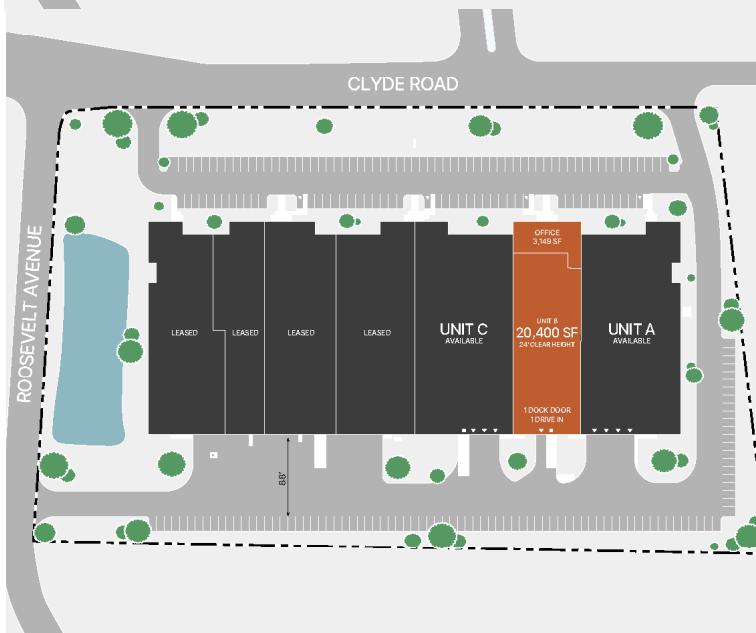 CLYDE ROAD
ROOSEVELT AVENUE
OFFICE
3,149 SF
LEASED
LEASED
LEASED
LEASED
UNIT C
AVAILABLE
UNIT B
20,400 SF
24' CLEAR HEIGHT
UNIT A
AVAILABLE
1 DOCK DOOR
1 DRIVE IN
88'